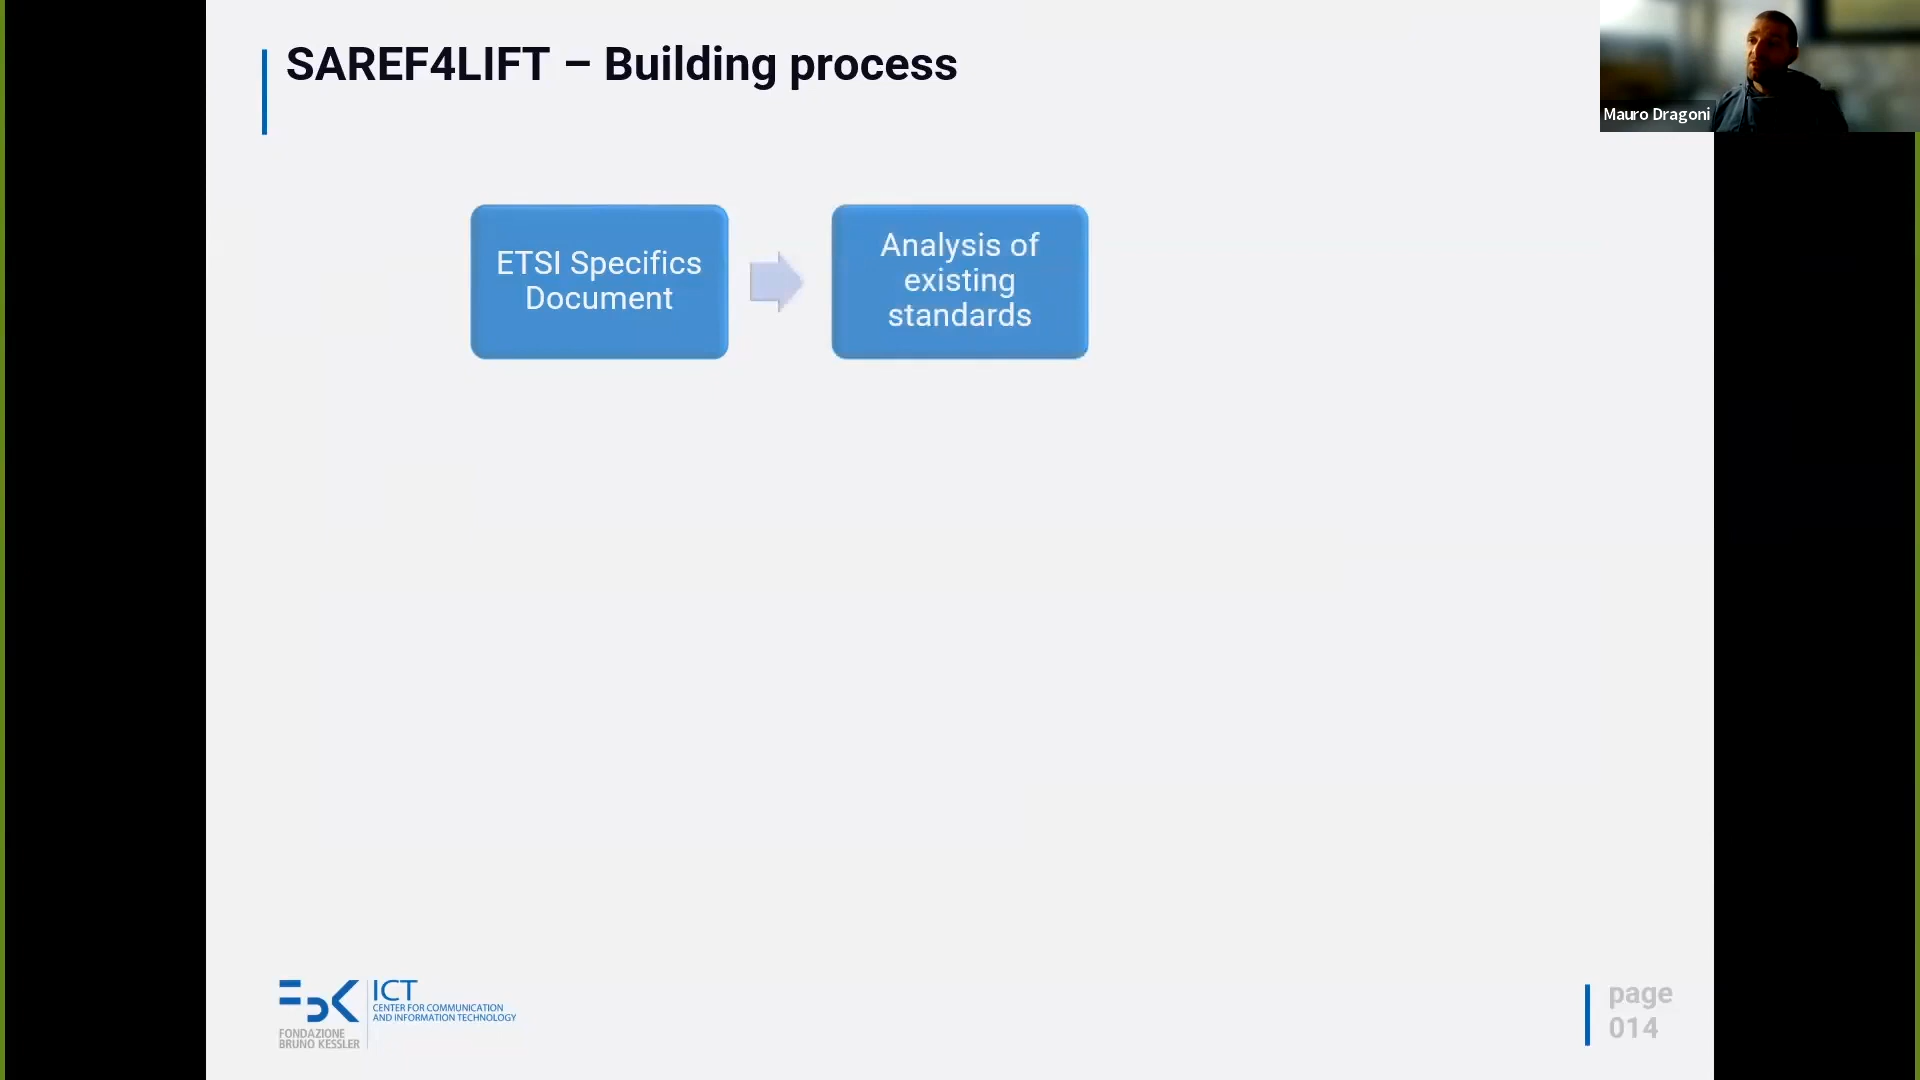 SAREF4LIFT – Building process
Mauro Dragoni
ETSI Specifics
Document
Analysis of
existing
standards
FBK
FONDAZIONE
BRUNO KESSLER
ICT
CENTER FOR COMMUNICATION
AND INFORMATION TECHNOLOGY
page
014